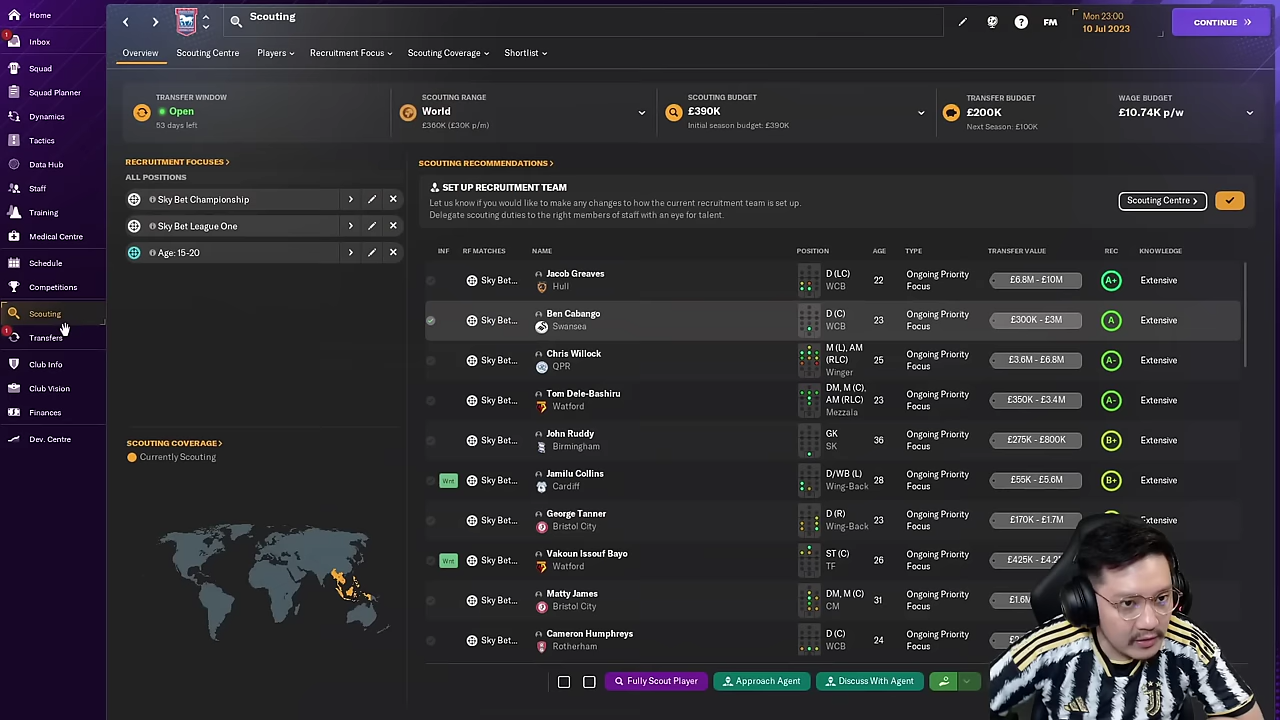 Home
1
Inbox
Squad
Squad Planner
Dynamics
Tactics
Data Hub
Staff
Training
Medical Centre
Schedule
Competitions
Scouting
1
Transfers
Club Info
Club Vision
Finances
Dev. Centre
Scouting
FM
Mon 23:00
10 Jul 2023
CONTINUE
Overview
Scouting Centre
Players
Recruitment Focus
Scouting Coverage
Shortlist
TRANSFER WINDOW
Open
53 days left
SCOUTING RANGE
World
£360K (£30K p/m)
SCOUTING BUDGET
£390K
Initial season budget: £390K
TRANSFER BUDGET
£200K
Next Season: £100K
WAGE BUDGET
£10.74K p/w
RECRUITMENT FOCUSES >
ALL POSITIONS
Sky Bet Championship
Sky Bet League One
Age: 15-20
SCOUTING COVERAGE >
Currently Scouting
SCOUTING RECOMMENDATIONS >
SET UP RECRUITMENT TEAM
Let us know if you would like to make any changes to how the current recruitment team is set up.
Delegate scouting duties to the right members of staff with an eye for talent.
Scouting Centre >
INF RF MATCHES NAME POSITION AGE TYPE TRANSFER VALUE REC KNOWLEDGE
Sky Bet... Jacob Greaves D (LC) 22 Ongoing Priority £6.8M - £10M A+ Extensive
Hull WCB Focus
Sky Bet... Ben Cabango D (C) 23 Ongoing Priority £300K - £3M A Extensive
Swansea WCB Focus
Sky Bet... Chris Willock M (L), AM (RLC) 25 Ongoing Priority £3.6M - £6.8M A- Extensive
QPR Winger Focus
Sky Bet... Tom Dele-Bashiru DM, M (C), AM (RLC) 23 Ongoing Priority £350K - £3.4M A- Extensive
Watford Mezzala Focus
Sky Bet... John Ruddy GK 36 Ongoing Priority £275K - £800K B+ Extensive
Birmingham SK Focus
Wnt Sky Bet... Jamilu Collins D/WB (L) 28 Ongoing Priority £55K - £5.6M B+ Extensive
Cardiff Wing-Back Focus
Sky Bet... George Tanner D (R) 23 Ongoing Priority £170K - £1.7M Extensive
Bristol City Wing-Back Focus
Wnt Sky Bet... Vakoun Issouf Bayo ST (C) 26 Ongoing Priority £425K -
Watford TF Focus
Sky Bet... Matty James DM, M (C) 31 Ongoing Priority
Bristol City CM Focus
Sky Bet... Cameron Humphreys D (C) 24 Ongoing Priority
Rotherham WCB Focus
Fully Scout Player
Approach Agent
Discuss With Agent